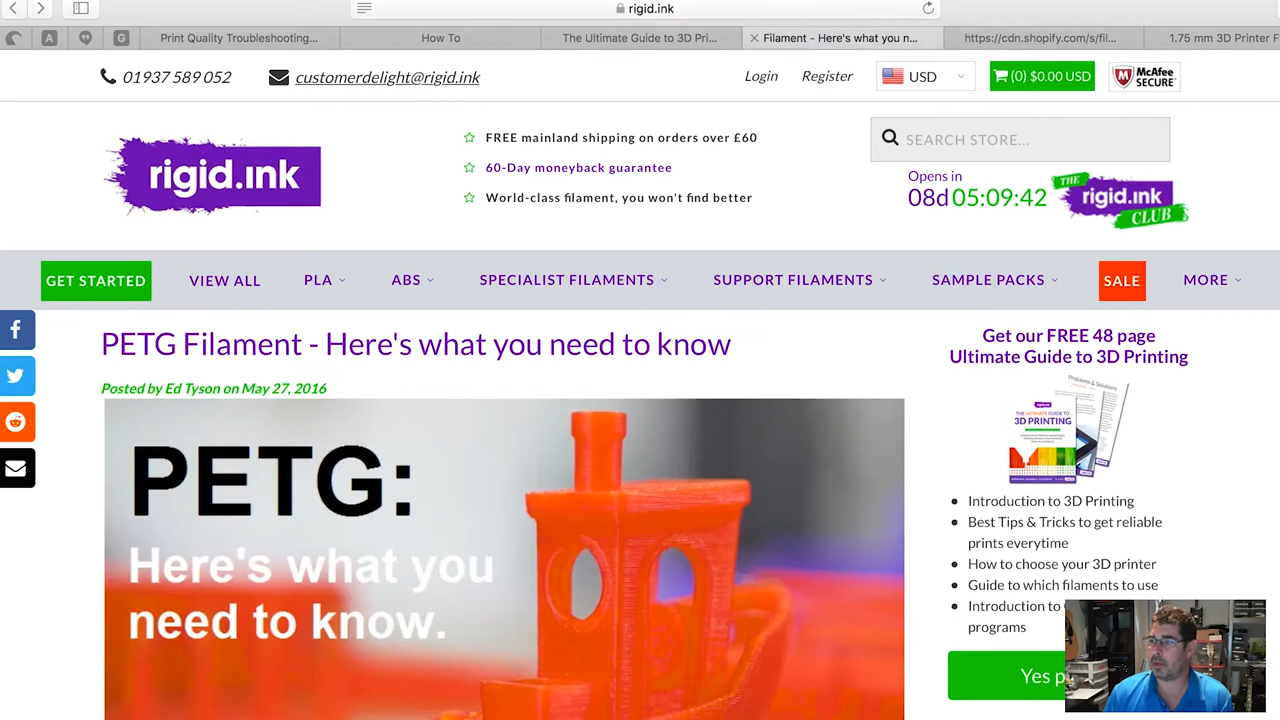 rigid.ink
A
G
Print Quality Troubleshooting...
How To
The Ultimate Guide to 3D Pri...
Filament - Here's what you n...
https://cdn.shopify.com/s/fil...
1.75 mm 3D Printer F
01937 589 052
customerdelight@rigid.ink
Login
Register
USD
(0) $0.00 USD
McAfee
SECURE
rigid.ink
FREE mainland shipping on orders over £60
60-Day moneyback guarantee
World-class filament, you won't find better
SEARCH STORE...
Opens in
08d 05:09:42
THE
rigid.ink
CLUB
GET STARTED
VIEW ALL
PLA
ABS
SPECIALIST FILAMENTS
SUPPORT FILAMENTS
SAMPLE PACKS
SALE
MORE
PETG Filament - Here's what you need to know
Posted by Ed Tyson on May 27, 2016
PETG:
Here's what you
need to know.
Get our FREE 48 page
Ultimate Guide to 3D Printing
Problems & Solutions
THE ULTIMATE GUIDE TO
3D PRINTING
Introduction to 3D Printing
Best Tips & Tricks to get reliable
prints everytime
How to choose your 3D printer
Guide to which filaments to use
Introduction to
programs
Yes p